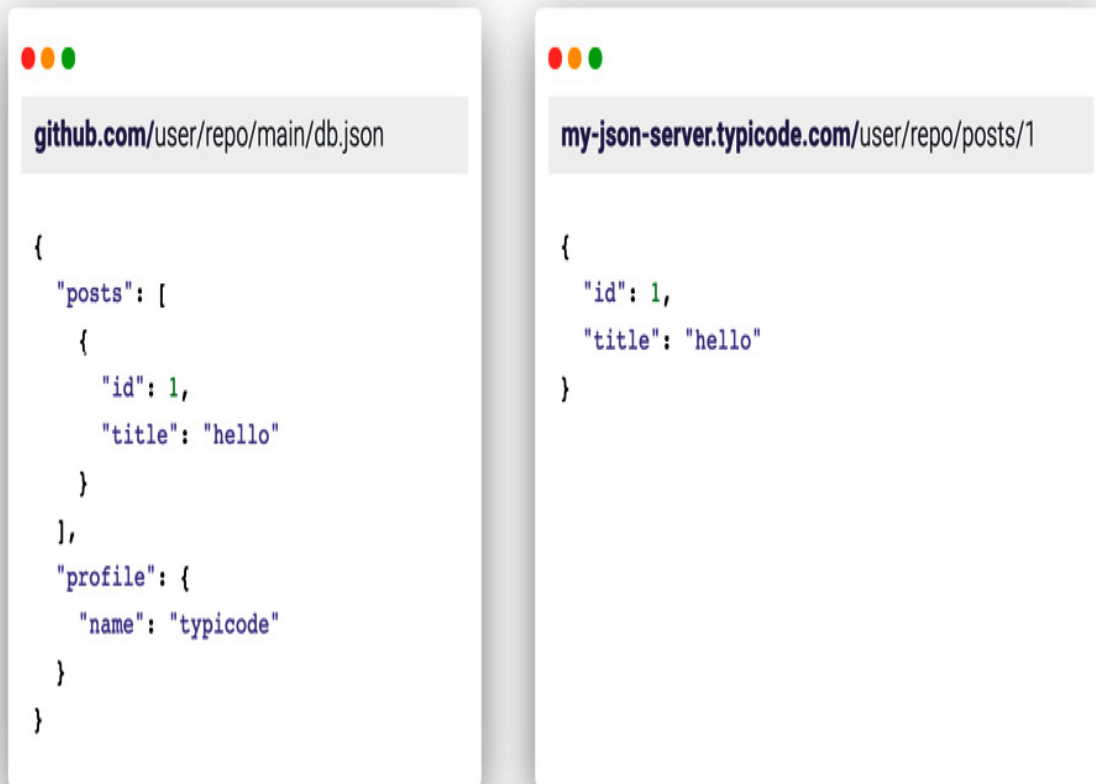 github.com/user/repo/main/db.json
{
"posts": [
{
"id": 1,
"title": "hello"
}
],
"profile": {
"name": "typicode"
}
}
my-json-server.typicode.com/user/repo/posts/1
{
"id": 1,
"title": "hello"
}